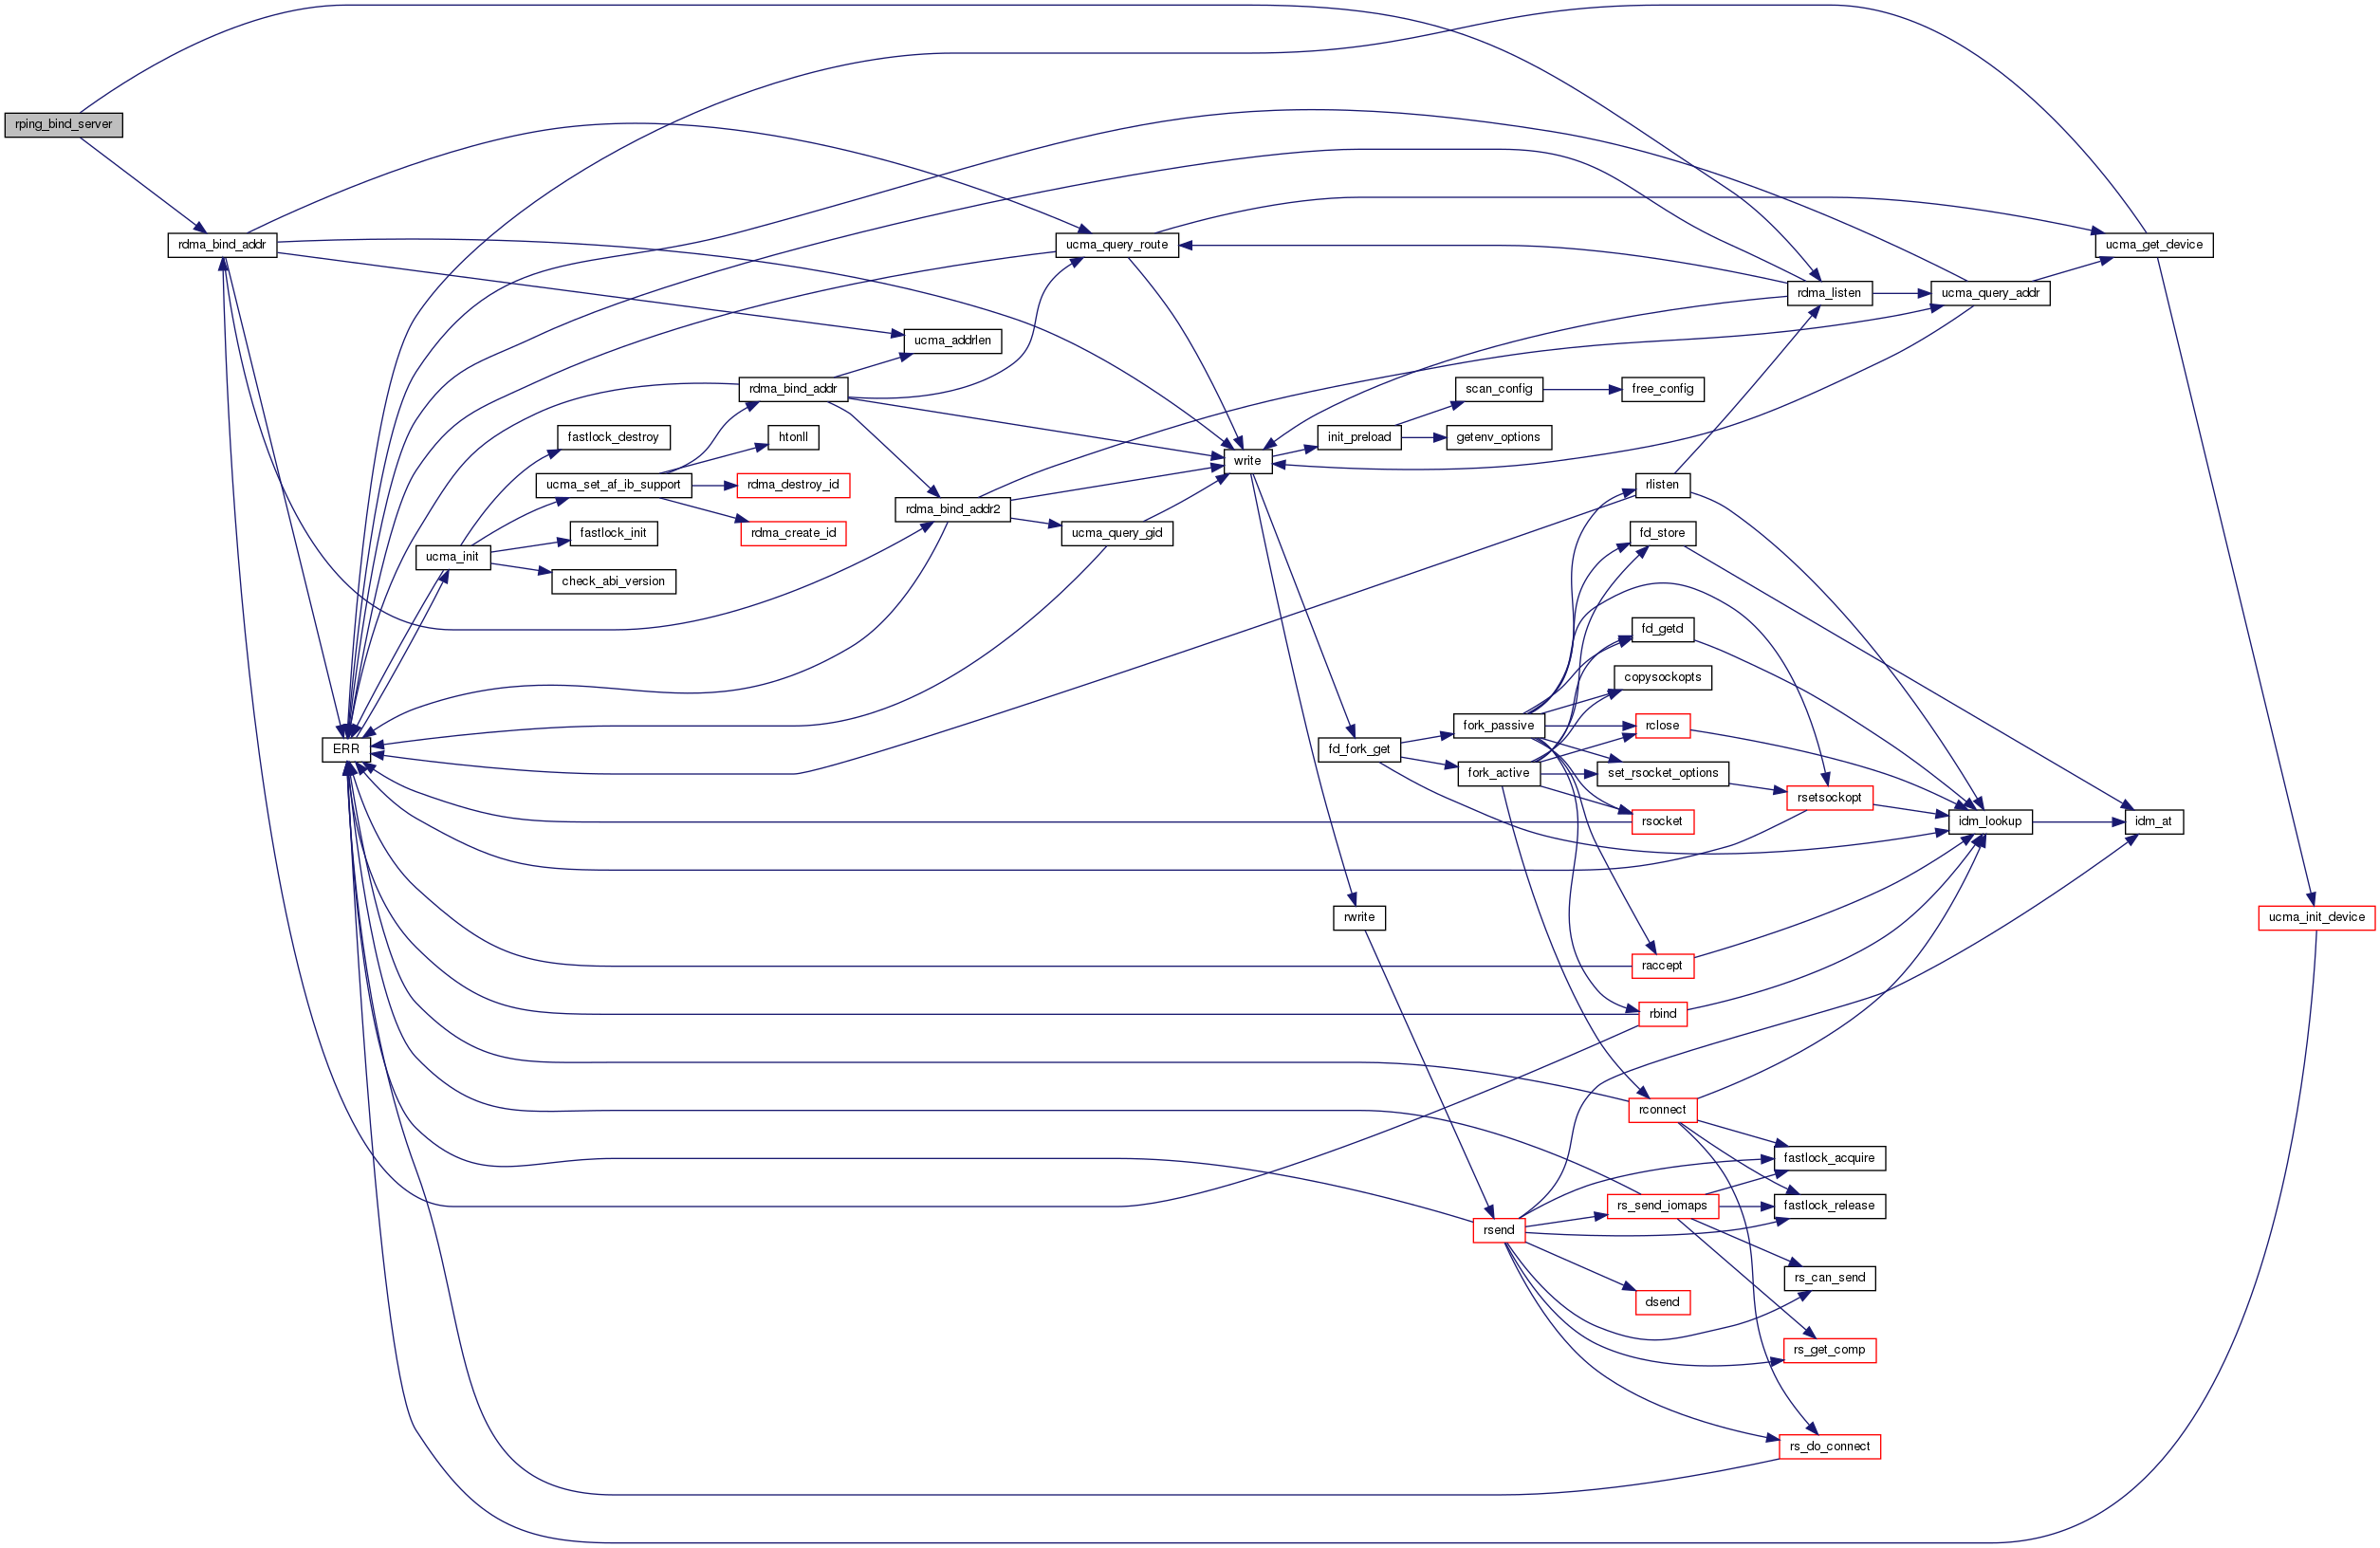 rping_bind_server
rdma_bind_addr
ucma_query_route
ucma_get_device
rdma_listen
ucma_query_addr
ucma_addrlen
rdma_bind_addr
scan_config
free_config
fastlock_destroy
htonll
init_preload
getenv_options
write
ucma_set_af_ib_support
rdma_destroy_id
rlisten
rdma_bind_addr2
fastlock_init
rdma_create_id
ucma_query_gid
fd_store
ucma_init
check_abi_version
fd_getd
copysockopts
fork_passive
rclose
ERR
fd_fork_get
fork_active
set_rsocket_options
rsetsockopt
rsocket
idm_lookup
idm_at
rwrite
ucma_init_device
raccept
rbind
rconnect
fastlock_acquire
rs_send_iomaps
fastlock_release
rsend
rs_can_send
dsend
rs_get_comp
rs_do_connect